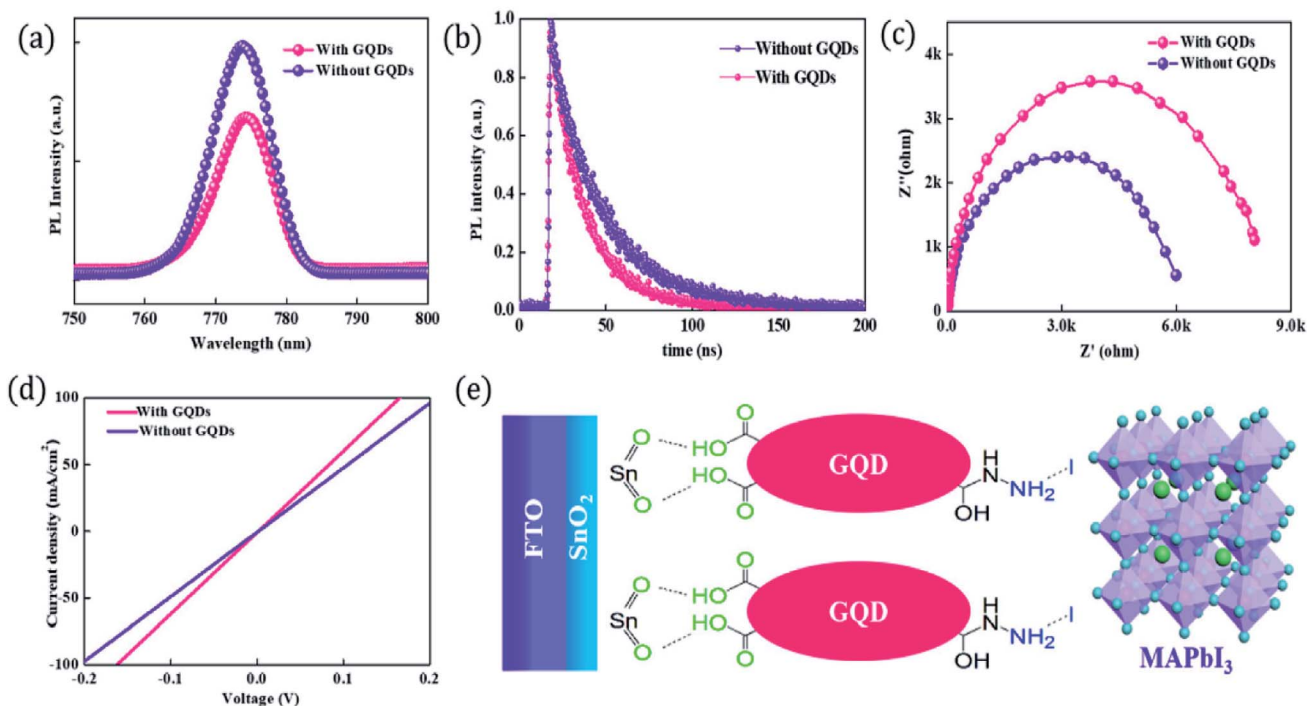 (a)
With GQDs
Without GQDs
PL Intensity (a.u.)
750 760 770 780 790 800
Wavelength (nm)
(b)
Without GQDs
With GQDs
PL intensity (a.u.)
1.0
0.8
0.6
0.4
0.2
0.0
0 50 100 150 200
time (ns)
(c)
With GQDs
Without GQDs
Z''(ohm)
4k
3k
2k
1k
0
0.0 3.0k 6.0k 9.0k
Z' (ohm)
(d)
With GQDs
Without GQDs
Current density (mA/cm²)
100
50
0
-50
-100
-0.2 -0.1 0.0 0.1 0.2
Voltage (V)
(e)
FTO
SnO₂
O
Sn
O
O
HO
HO
O
GQD
H
N
NH₂
I
OH
O
Sn
O
O
HO
HO
O
GQD
H
N
NH₂
I
OH
MAPbI₃